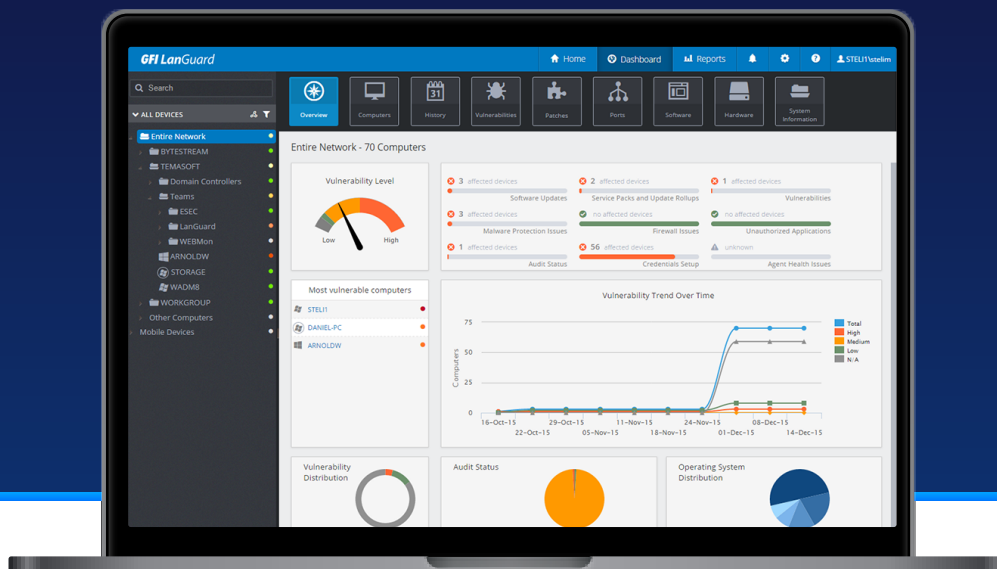 GFI LanGuard
Home
Dashboard
Reports
STELI1\stelim
Search
Overview
Computers
31
History
Vulnerabilities
Patches
Ports
Software
Hardware
System
Information
ALL DEVICES
Entire Network
BYTESTREAM
TEMASOFT
Domain Controllers
Teams
ESEC
LanGuard
WEBMon
ARNOLDW
STORAGE
WADM8
WORKGROUP
Other Computers
Mobile Devices
Entire Network - 70 Computers
Vulnerability Level
Low
High
3 affected devices
Software Updates
2 affected devices
Service Packs and Update Rollups
1 affected devices
Vulnerabilities
3 affected devices
Malware Protection Issues
no affected devices
Firewall Issues
no affected devices
Unauthorized Applications
1 affected devices
Audit Status
56 affected devices
Credentials Setup
unknown
Agent Health Issues
Most vulnerable computers
STELI1
DANIEL-PC
ARNOLDW
Vulnerability Trend Over Time
75
50
25
0
Computers
16-Oct-15
22-Oct-15
29-Oct-15
05-Nov-15
11-Nov-15
18-Nov-15
24-Nov-15
01-Dec-15
08-Dec-15
14-Dec-15
Total
High
Medium
Low
N/A
Vulnerability
Distribution
Audit Status
Operating System
Distribution